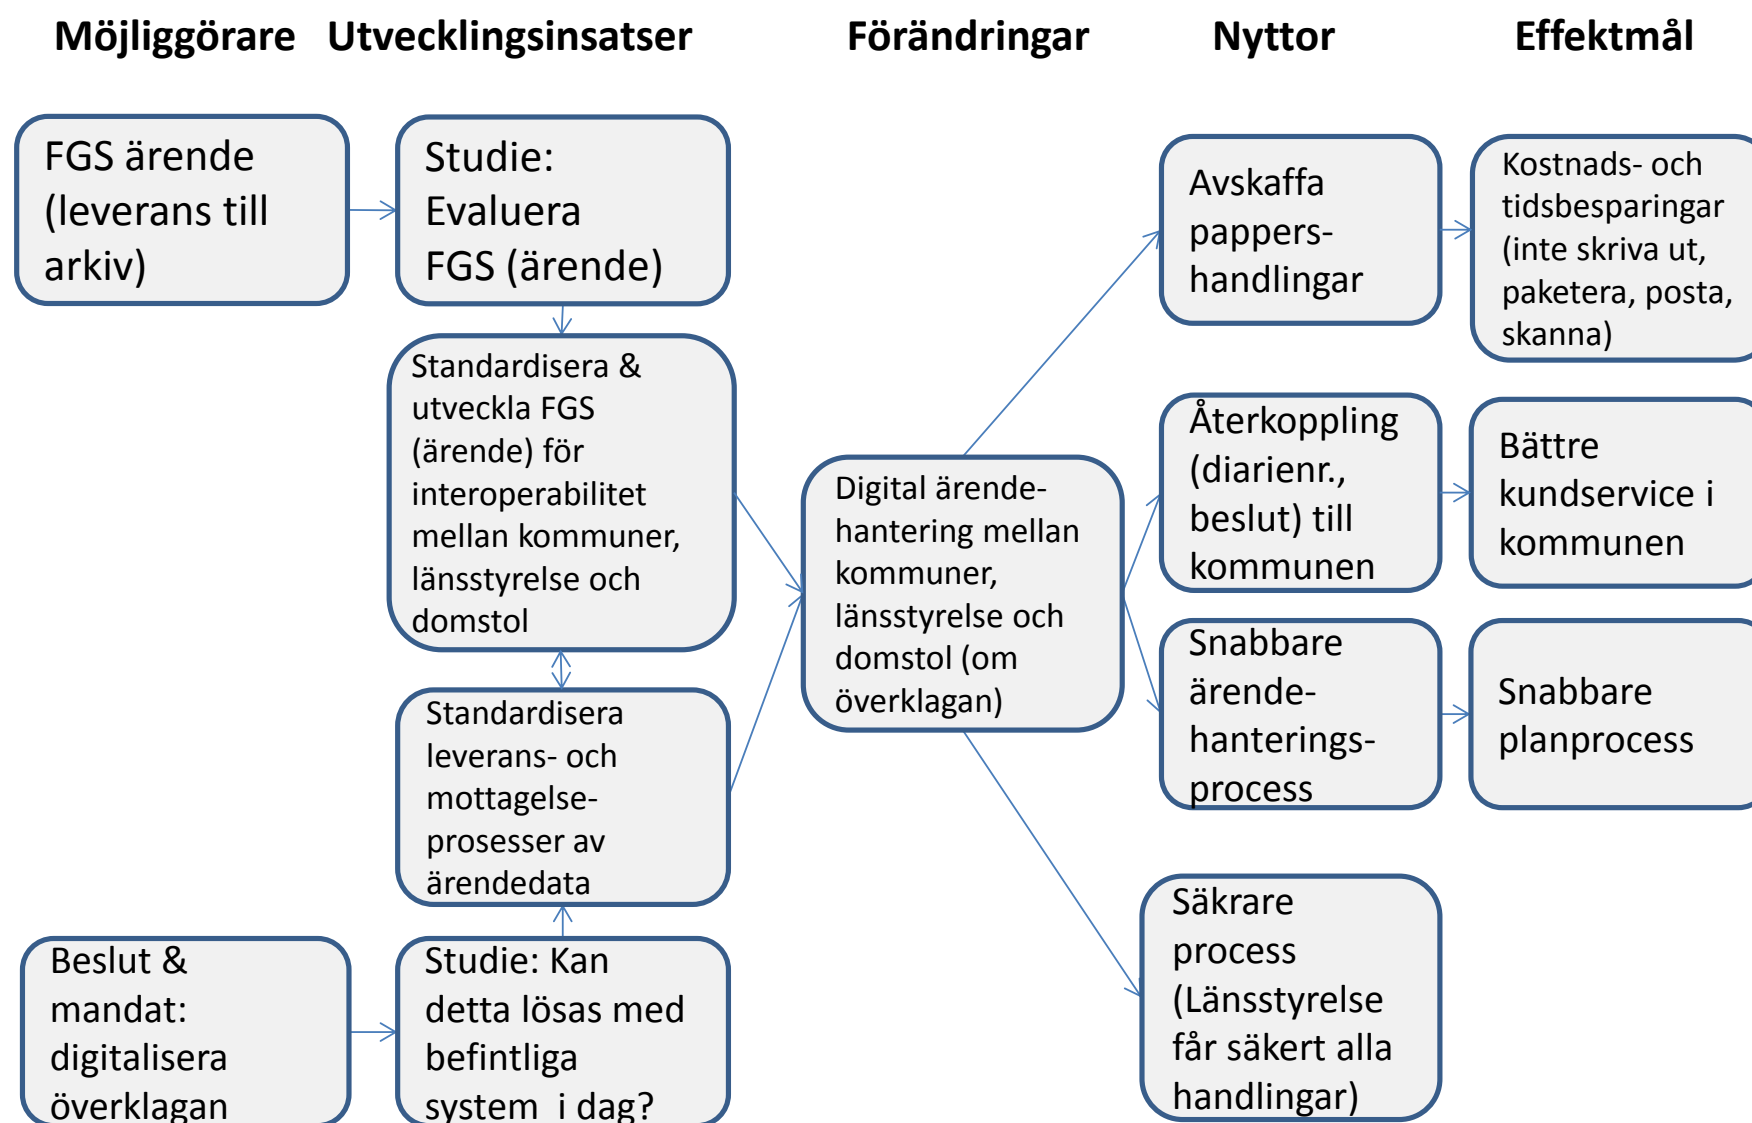 Möjliggörare
Utvecklingsinsatser
Förändringar
Nyttor
Effektmål
FGS ärende
(leverans till
arkiv)
Studie:
Evaluera
FGS (ärende)
Standardisera &
utveckla FGS
(ärende) för
interoperabilitet
mellan kommuner,
länsstyrelse och
domstol
Standardisera
leverans- och
mottagelse-
prosesser av
ärendedata
Beslut &
mandat:
digitalisera
överklagan
Studie: Kan
detta lösas med
befintliga
system i dag?
Digital ärende-
hantering mellan
kommuner,
länsstyrelse och
domstol (om
överklagan)
Avskaffa
pappers-
handlingar
Återkoppling
(diarienr.,
beslut) till
kommunen
Snabbare
ärende-
hanterings-
process
Säkrare
process
(Länsstyrelse
får säkert alla
handlingar)
Kostnads- och
tidsbesparingar
(inte skriva ut,
paketera, posta,
skanna)
Bättre
kundservice i
kommunen
Snabbare
planprocess